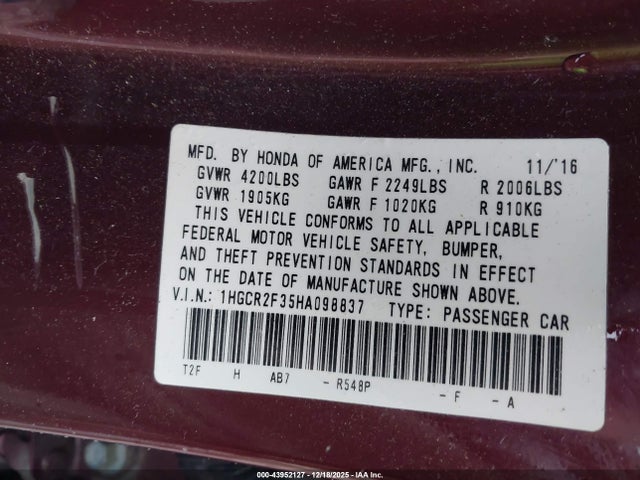 MFD. BY HONDA OF AMERICA MFG., INC. 11/'16
GVWR 4200LBS GAWR F 2249LBS R 2006LBS
GVWR 1905KG GAWR F 1020KG R 910KG
THIS VEHICLE CONFORMS TO ALL APPLICABLE
FEDERAL MOTOR VEHICLE SAFETY, BUMPER,
AND THEFT PREVENTION STANDARDS IN EFFECT
ON THE DATE OF MANUFACTURE SHOWN ABOVE.
V.I.N.: 1HGCR2F35HA098837 TYPE: PASSENGER CAR
T2F H AB7 - R548P - F - A
000-43952127 - 12/18/2025 - IAA Inc.